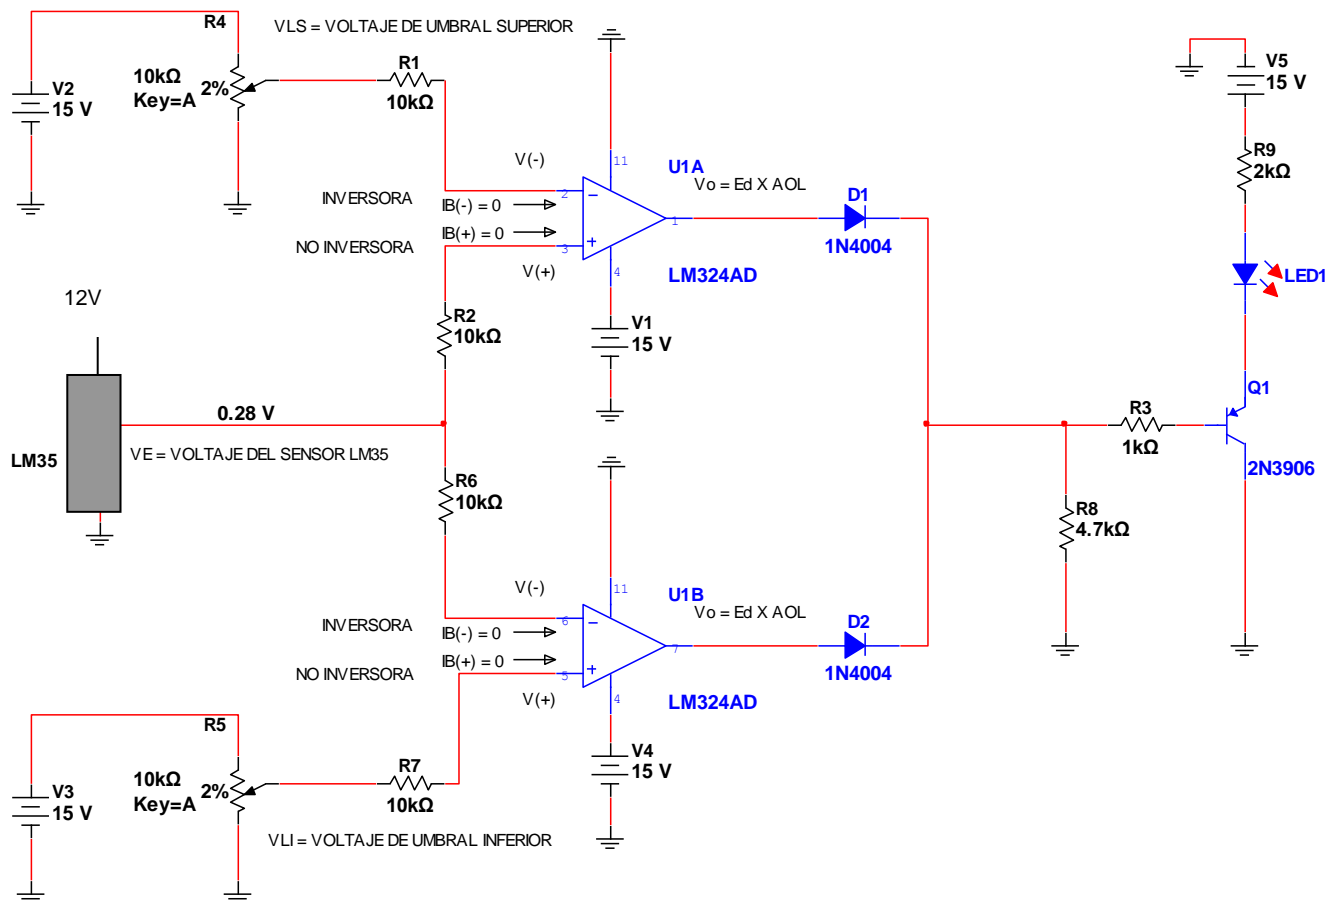 R4
VLS = VOLTAJE DE UMBRAL SUPERIOR
V2
15 V
10kΩ
Key=A
2%
R1
10kΩ
V5
15 V
R9
2kΩ
V(-)
11
U1A
Vo = Ed X AOL
INVERSORA
IB(-) = 0
2
IB(+) = 0
NO INVERSORA
3
1
V(+)
4
LM324AD
D1
1N4004
LED1
12V
R2
10kΩ
V1
15 V
Q1
2N3906
0.28 V
VE = VOLTAJE DEL SENSOR LM35
LM35
R3
1kΩ
R6
10kΩ
R8
4.7kΩ
V(-)
11
U1B
Vo = Ed X AOL
INVERSORA
IB(-) = 0
6
IB(+) = 0
NO INVERSORA
5
7
V(+)
4
LM324AD
D2
1N4004
R5
V3
15 V
10kΩ
Key=A
2%
R7
10kΩ
V4
15 V
VLI = VOLTAJE DE UMBRAL INFERIOR